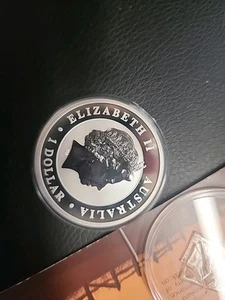 ELIZABETH II
AUSTRALIA · 1 DOLLAR ·